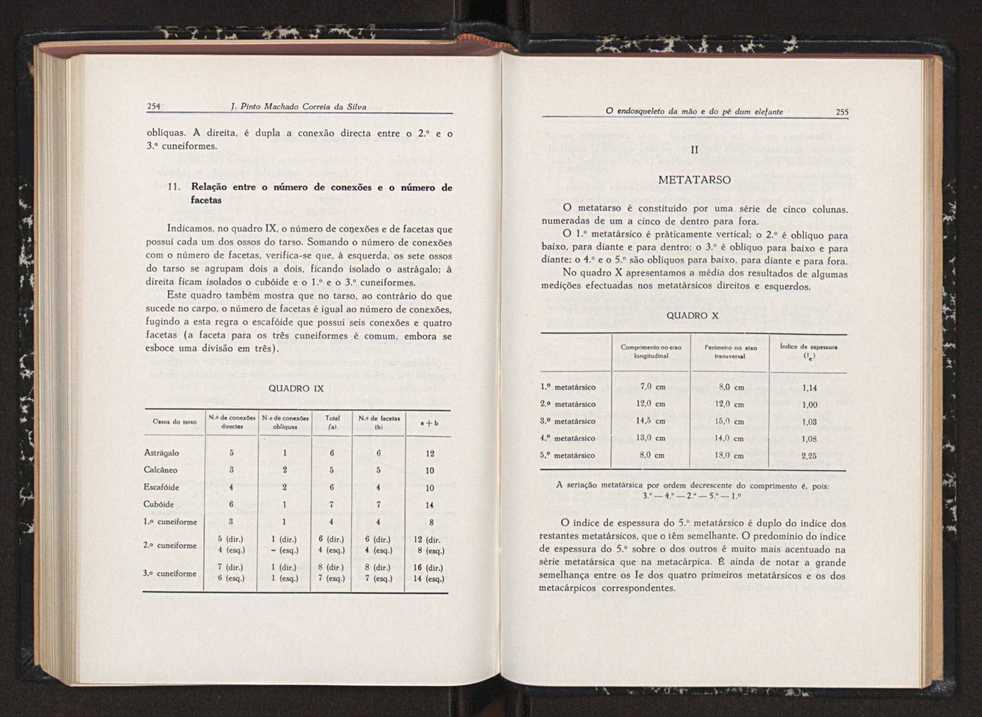 254 J. Pinto Machado Correia da Silva
oblíquas. À direita, é dupla a conexão directa entre o 2.º e o
3.º cuneiformes.
11. Relação entre o número de conexões e o número de
facetas
Indicamos, no quadro IX, o número de conexões e de facetas que
possui cada um dos ossos do tarso. Somando o número de conexões
com o número de facetas, verifica-se que, à esquerda, os sete ossos
do tarso se agrupam dois a dois, ficando isolado o astrágalo; à
direita ficam isolados o cubóide e o 1.º e o 3.º cuneiformes.
Este quadro também mostra que no tarso, ao contrário do que
sucede no carpo, o número de facetas é igual ao número de conexões,
fugindo a esta regra o escafóide que possui seis conexões e quatro
facetas (a faceta para os três cuneiformes é comum, embora se
esboce uma divisão em três).
QUADRO IX
Ossos do tarso N.º de conexões N.º de conexões Total N.º de facetas a + b
directas oblíquas (a) (b)
Astrágalo 5 1 6 6 12
Calcâneo 3 2 5 5 10
Escafóide 4 2 6 4 10
Cubóide 6 1 7 7 14
1.º cuneiforme 3 1 4 4 8
2.º cuneiforme 5 (dir.) 1 (dir.) 6 (dir.) 6 (dir.) 12 (dir.
4 (esq.) – (esq.) 4 (esq.) 4 (esq.) 8 (esq.)
3.º cuneiforme 7 (dir.) 1 (dir.) 8 (dir ) 8 (dir.) 16 (dir.)
6 (esq.) 1 (esq.) 7 (esq.) 7 (esq.) 14 (esq.)
O endosqueleto da mão e do pé dum elefante 255
II
METATARSO
O metatarso é constituído por uma série de cinco colunas,
numeradas de um a cinco de dentro para fora.
O 1.º metatársico é pràticamente vertical; o 2.º é oblíquo para
baixo, para diante e para dentro; o 3.º é oblíquo para baixo e para
diante; o 4.º e o 5.º são oblíquos para baixo, para diante e para fora.
No quadro X apresentamos a média dos resultados de algumas
medições efectuadas nos metatársicos direitos e esquerdos.
QUADRO X
Comprimento no eixo Perímetro no eixo Índice de espessura
longitudinal transversal (Ie)
1.º metatársico 7,0 cm 8,0 cm 1,14
2.º metatársico 12,0 cm 12,0 cm 1,00
3.º metatársico 14,5 cm 15,0 cm 1,03
4.º metatársico 13,0 cm 14,0 cm 1,08
5.º metatársico 8,0 cm 18,0 cm 2,25
A seriação metatársica por ordem decrescente do comprimento é, pois:
3.º — 4.º — 2.º — 5.º — 1.º
O índice de espessura do 5.º metatársico é duplo do índice dos
restantes metatársicos, que o têm semelhante. O predomínio do índice
de espessura do 5.º sobre o dos outros é muito mais acentuado na
série metatársica que na metacárpica. É ainda de notar a grande
semelhança entre os Ie dos quatro primeiros metatársicos e os dos
metacárpicos correspondentes.